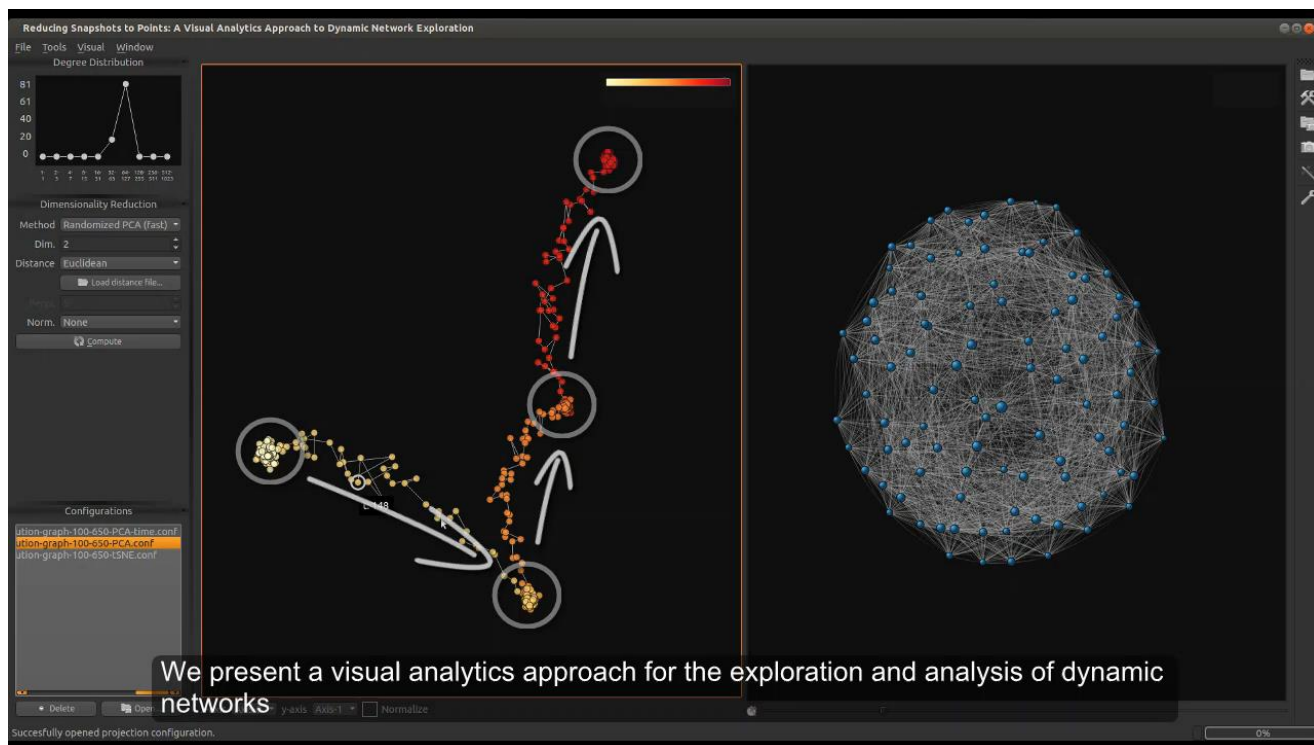 Reducing Snapshots to Points: A Visual Analytics Approach to Dynamic Network Exploration
File Tools Visual Window
Degree Distribution
81
61
40
20
0
Dimensionality Reduction
Method Randomized PCA (fast)
Dim. 2
Distance Euclidean
Load distance file...
Norm. None
Compute
148
Configurations
ution-graph-100-650-PCA-time.conf
ution-graph-100-650-PCA.conf
ution-graph-100-650-tSNE.conf
We present a visual analytics approach for the exploration and analysis of dynamic
networks
Delete Open y-axis Axis-1 Normalize
Succesfully opened projection configuration. 0%